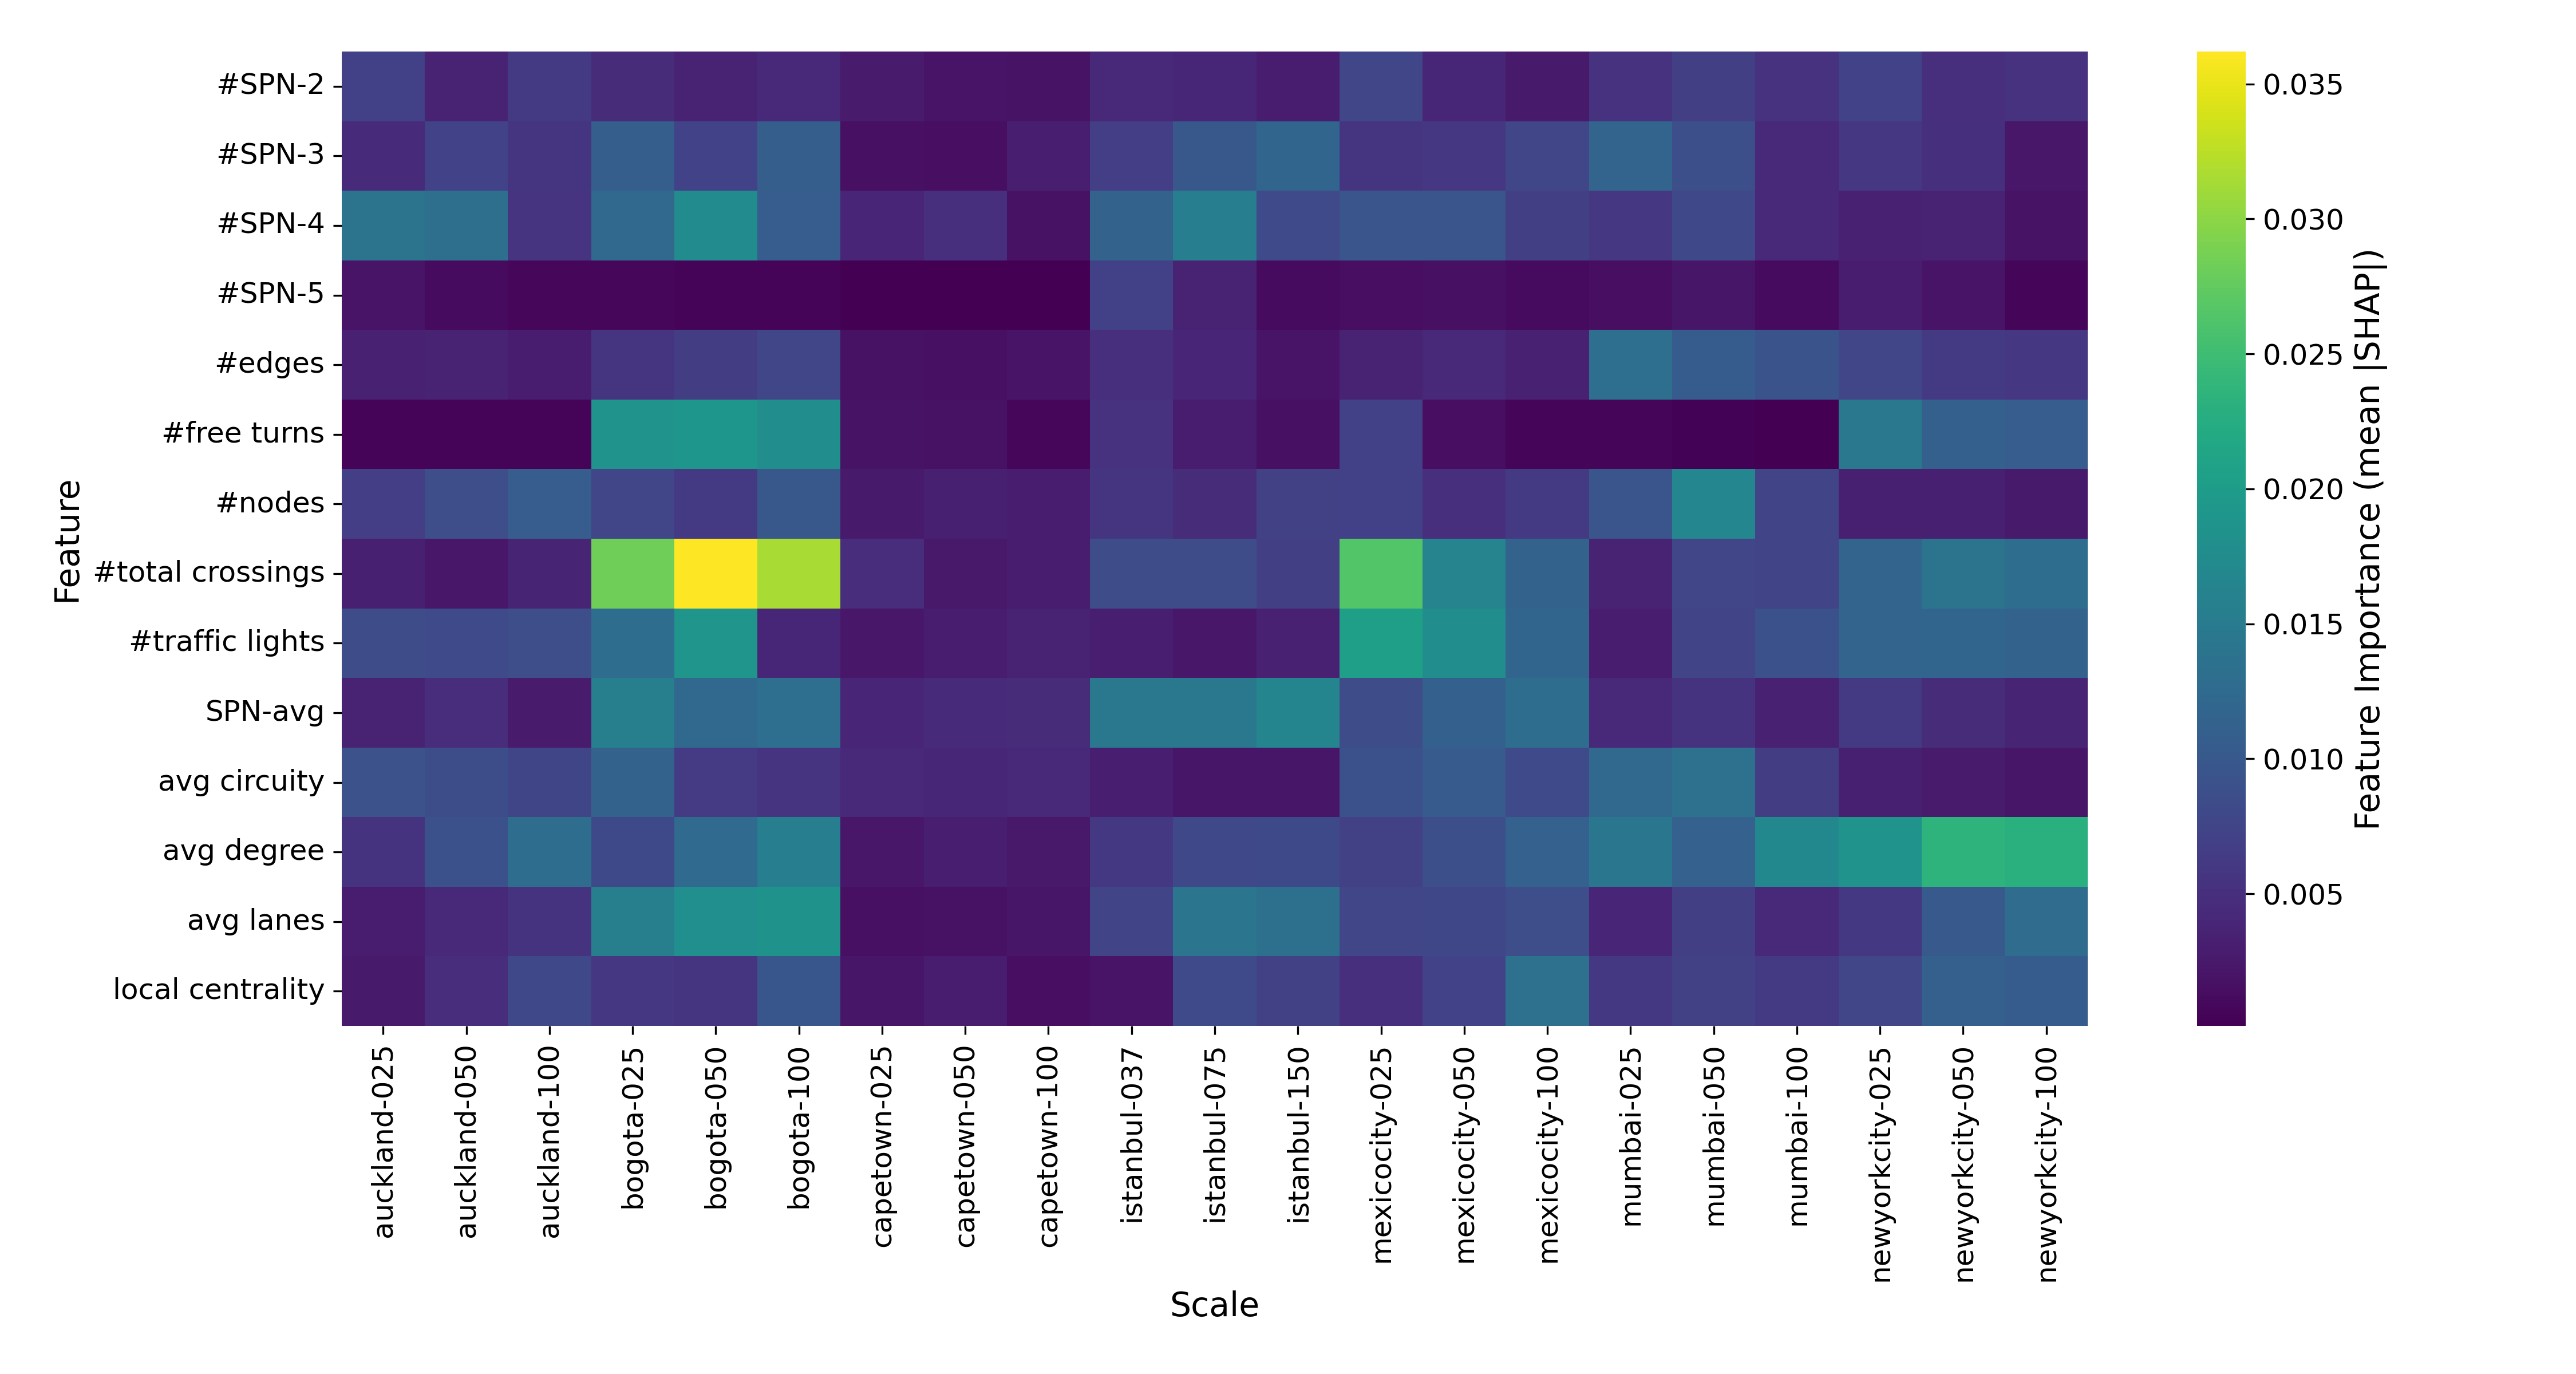 #SPN-2
#SPN-3
#SPN-4
#SPN-5
#edges
#free turns
#nodes
#total crossings
#traffic lights
SPN-avg
avg circuity
avg degree
avg lanes
local centrality
Feature
auckland-025
auckland-050
auckland-100
bogota-025
bogota-050
bogota-100
capetown-025
capetown-050
capetown-100
istanbul-037
istanbul-075
istanbul-150
mexicocity-025
mexicocity-050
mexicocity-100
mumbai-025
mumbai-050
mumbai-100
newyorkcity-025
newyorkcity-050
newyorkcity-100
Scale
0.035
0.030
0.025
0.020
0.015
0.010
0.005
Feature Importance (mean |SHAP|)